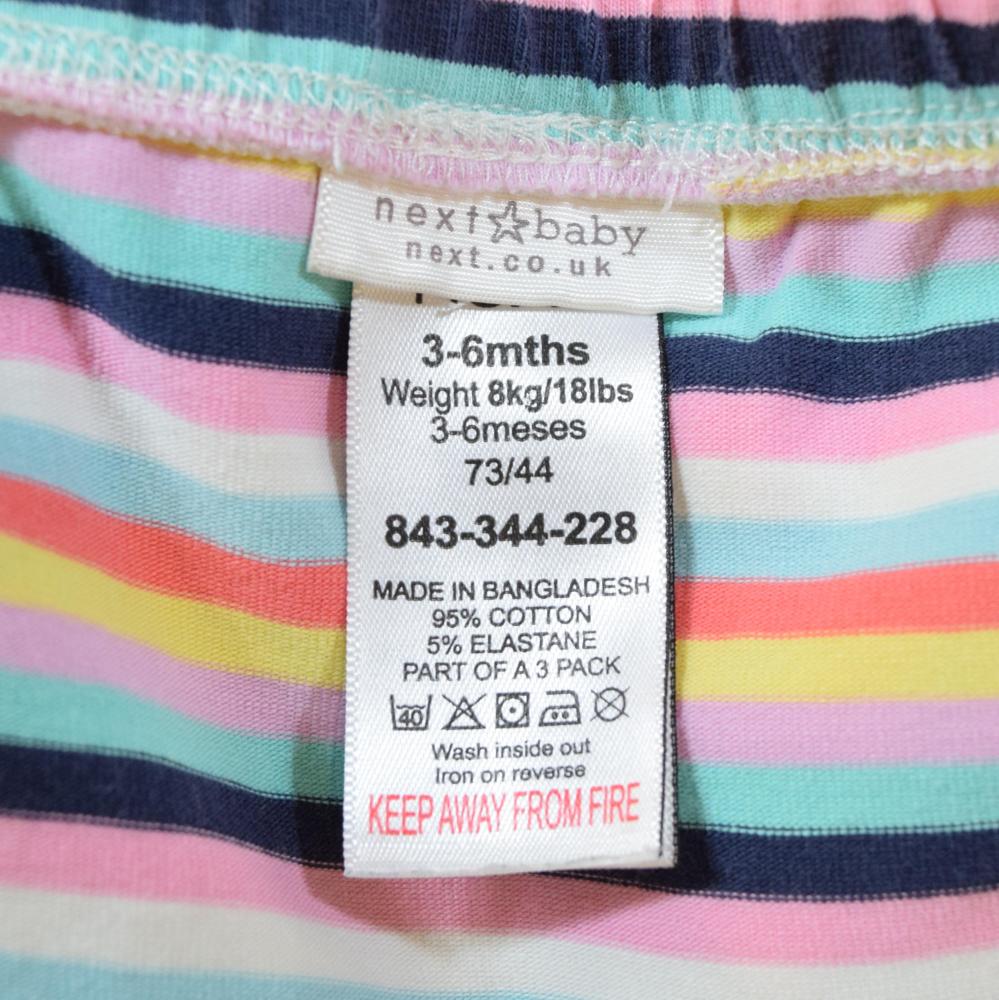 next☆baby
next.co.uk
3-6mths
Weight 8kg/18lbs
3-6meses
73/44
843-344-228
MADE IN BANGLADESH
95% COTTON
5% ELASTANE
PART OF A 3 PACK
40
Wash inside out
Iron on reverse
KEEP AWAY FROM FIRE